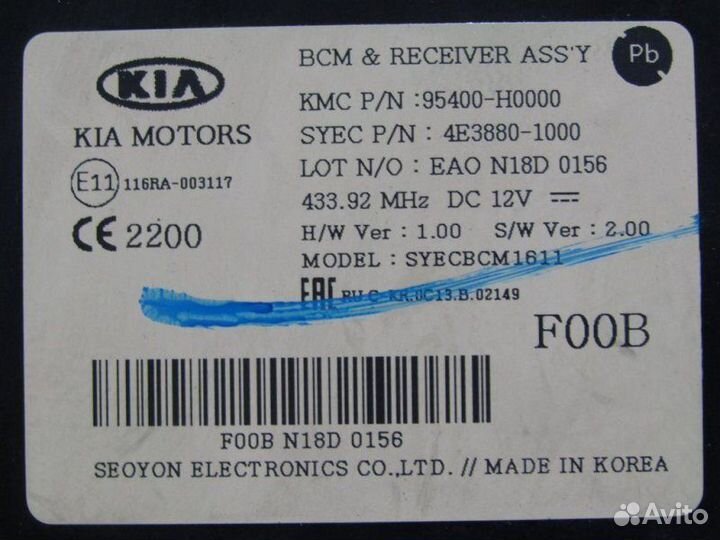 BCM & RECEIVER ASS'Y
Pb
KIA
KMC P/N :95400-H0000
KIA MOTORS
SYEC P/N : 4E3880-1000
E11 116RA-003117
LOT N/O : EAO N18D 0156
433.92 MHz DC 12V
CE 2200
H/W Ver : 1.00 S/W Ver : 2.00
MODEL : SYECBCM1611
EAC RU C-KR.OC13.B.02149
F00B
F00B N18D 0156
SEOYON ELECTRONICS CO.,LTD. // MADE IN KOREA
Avito